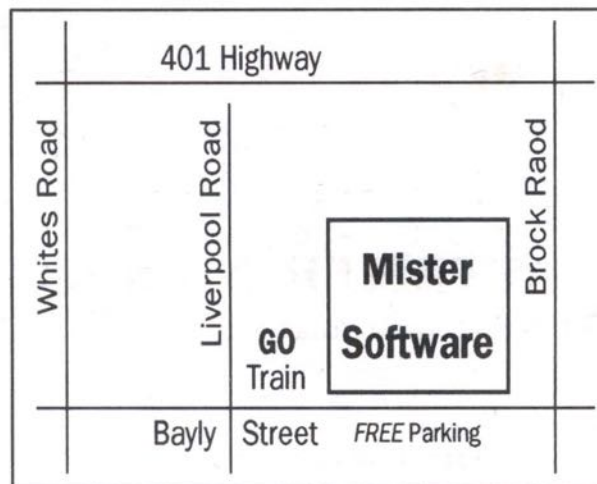 401 Highway
Whites Road
Liverpool Road
Brock Raod
Mister
Software
GO
Train
Bayly Street FREE Parking